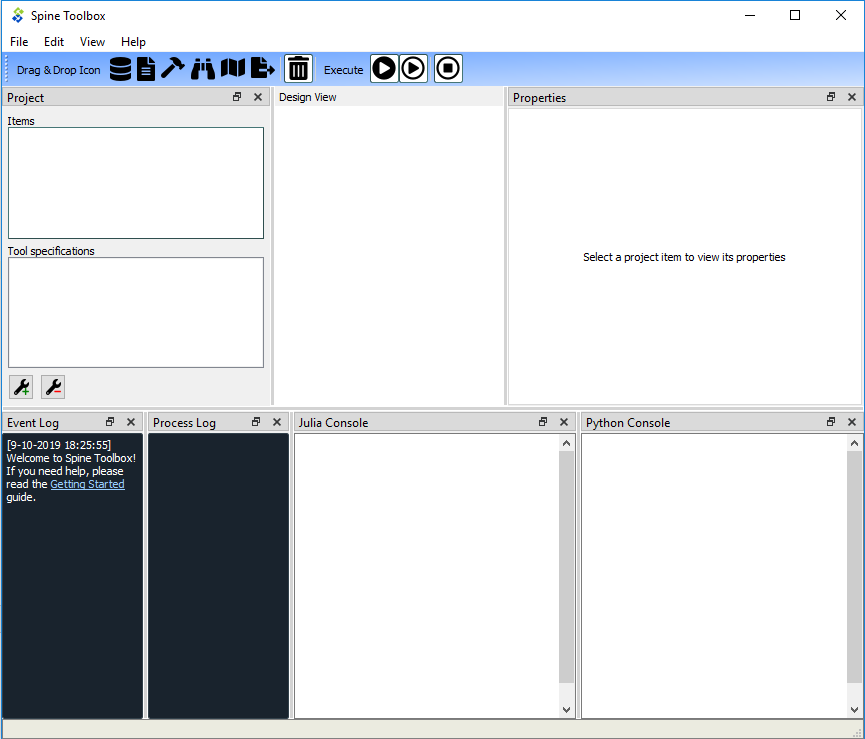 Spine Toolbox
File Edit View Help
Drag & Drop Icon Execute
Project
Design View
Properties
Items
Select a project item to view its properties
Tool specifications
Event Log
Process Log
Julia Console
Python Console
[9-10-2019 18:25:55]
Welcome to Spine Toolbox!
If you need help, please
read the Getting Started
guide.